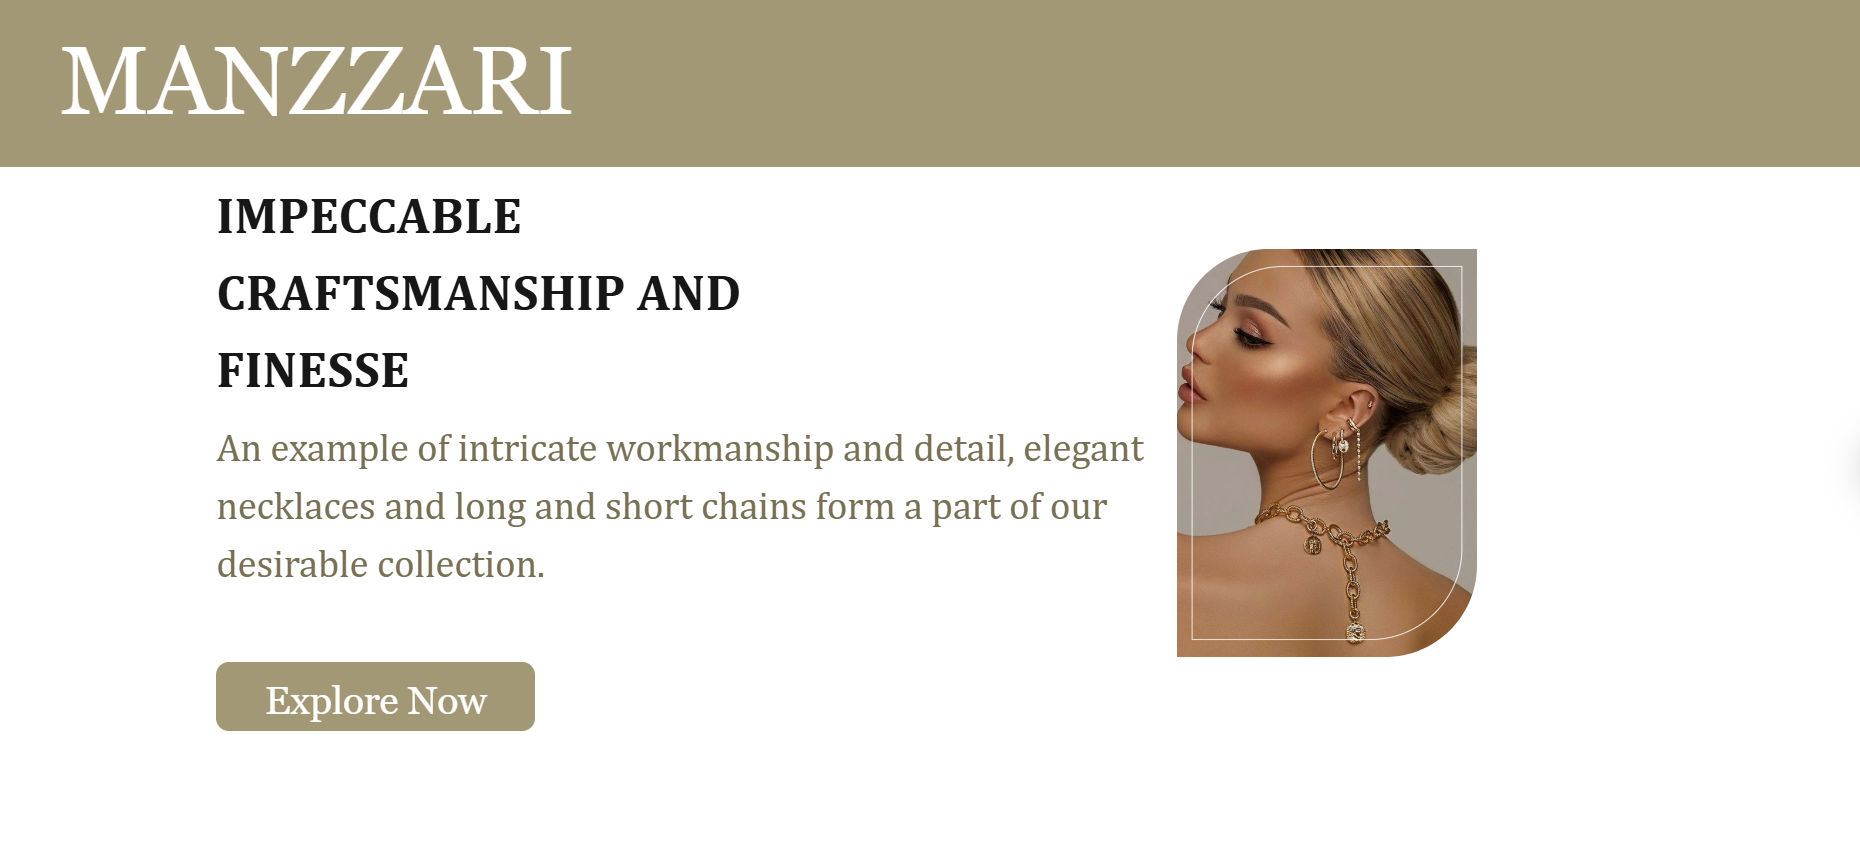 MANZZARI
IMPECCABLE
CRAFTSMANSHIP AND
FINESSE
An example of intricate workmanship and detail, elegant
necklaces and long and short chains form a part of our
desirable collection.
Explore Now